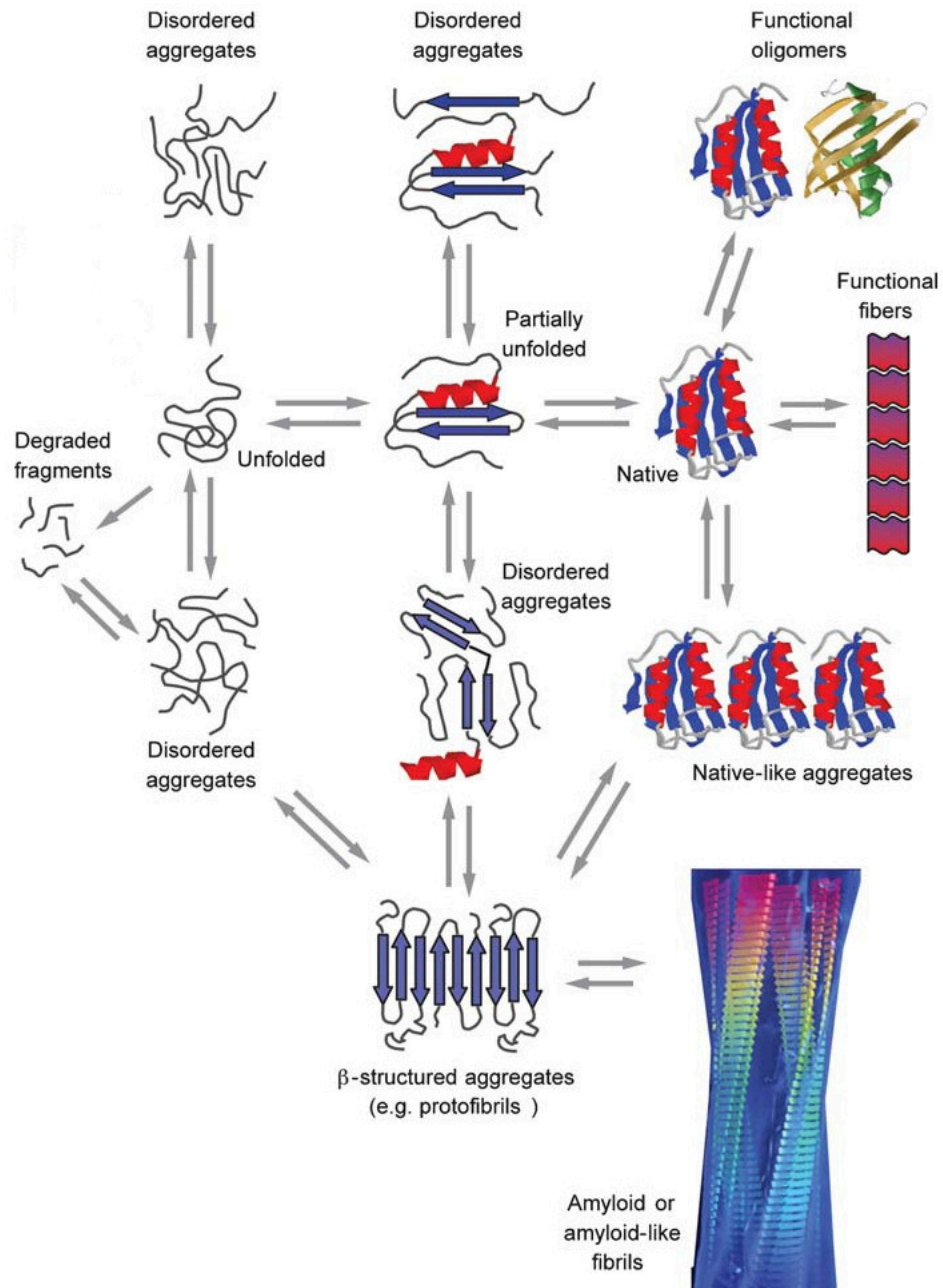 Disordered
aggregates
Disordered
aggregates
Functional
oligomers
Functional
fibers
Partially
unfolded
Degraded
fragments
Unfolded
Native
Disordered
aggregates
Disordered
aggregates
Native-like aggregates
β-structured aggregates
(e.g. protofibrils )
Amyloid or
amyloid-like
fibrils